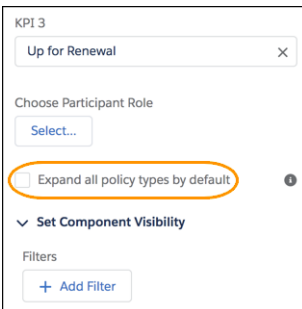 KPI 3
Up for Renewal
Choose Participant Role
Select...
Expand all policy types by default
Set Component Visibility
Filters
+ Add Filter